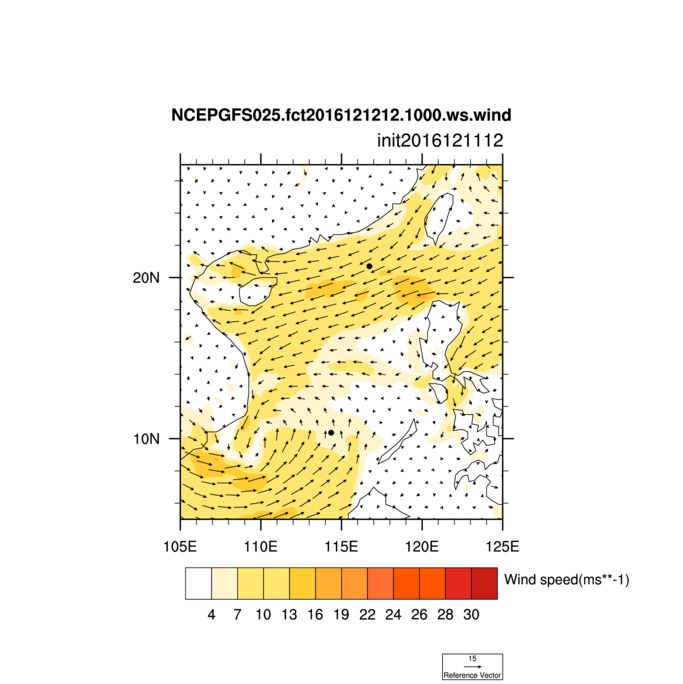 NCEPGFS025.fct2016121212.1000.ws.wind
init2016121112
20N
10N
105E 110E 115E 120E 125E
Wind speed(ms**-1)
4 7 10 13 16 19 22 24 26 28 30
15
Reference Vector